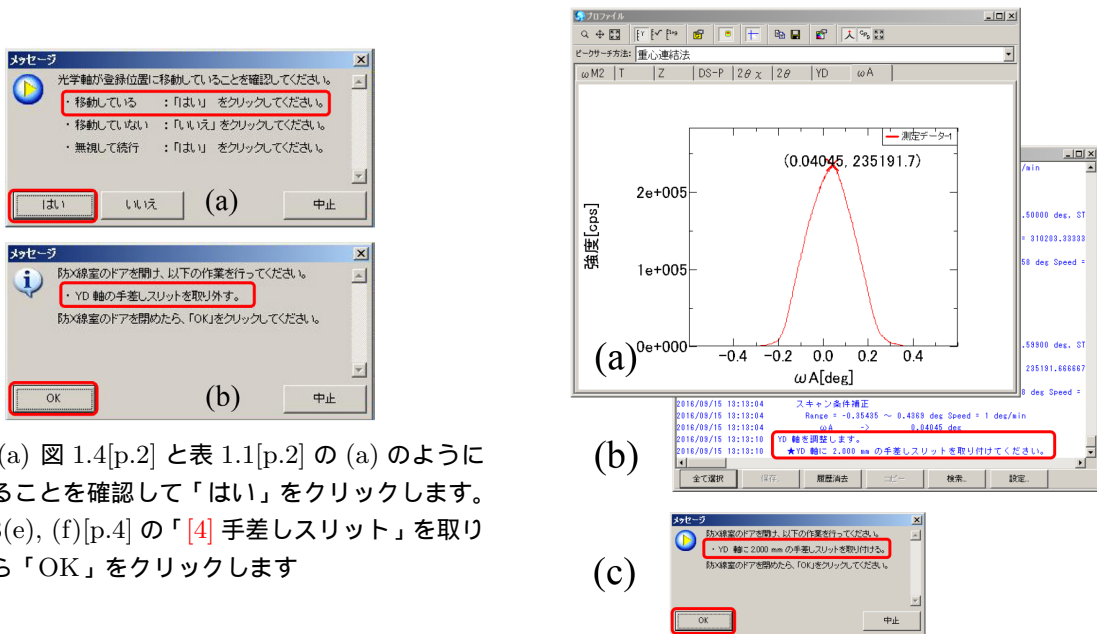 メッセージ
光学軸が登録位置に移動していることを確認してください。
・移動している :「はい」 をクリックしてください。
・移動していない :「いいえ」をクリックしてください。
・無視して続行 :「はい」 をクリックしてください。
はい いいえ (a) 中止
メッセージ
防X線室のドアを開け、以下の作業を行ってください。
・YD 軸の手差しスリットを取り外す。
防X線室のドアを閉めたら、「OK」をクリックしてください。
OK (b) 中止
(a) 図 1.4[p.2] と表 1.1[p.2] の (a) のように
ることを確認して「はい」をクリックします。
(e), (f)[p.4] の「[4] 手差しスリット」を取り
ら「OK」をクリックします
プロファイル
ピークサーチ方法: 重心連結法
ωM2 T Z DS-P 2θχ 2θ YD ωA
測定データ-1
(0.04045, 235191.7)
2e+005
1e+005
0e+000
強度[cps]
-0.4 -0.2 0.0 0.2 0.4
ωA[deg]
(a)
/min
.50000 deg, ST
= 310203.33333
58 deg Speed =
.59900 deg, ST
235191.666667
8 deg Speed =
2016/09/15 13:13:04 スキャン条件補正
2016/09/15 13:13:04 Range = -0.35435 ～ 0.4369 deg Speed = 1 deg/min
2016/09/15 13:13:04 ωA -> 0.04045 deg
2016/09/15 13:13:10 YD 軸を調整します。
2016/09/15 13:13:10 ★YD 軸に 2.000 mm の手差しスリットを取り付けてください。
(b)
全て選択 保存.. 履歴消去 コピー 検索.. 設定..
メッセージ
防X線室のドアを開け、以下の作業を行ってください。
・YD 軸に 2.000 mm の手差しスリットを取り付ける。
防X線室のドアを閉めたら、「OK」をクリックしてください。
(c)
OK 中止